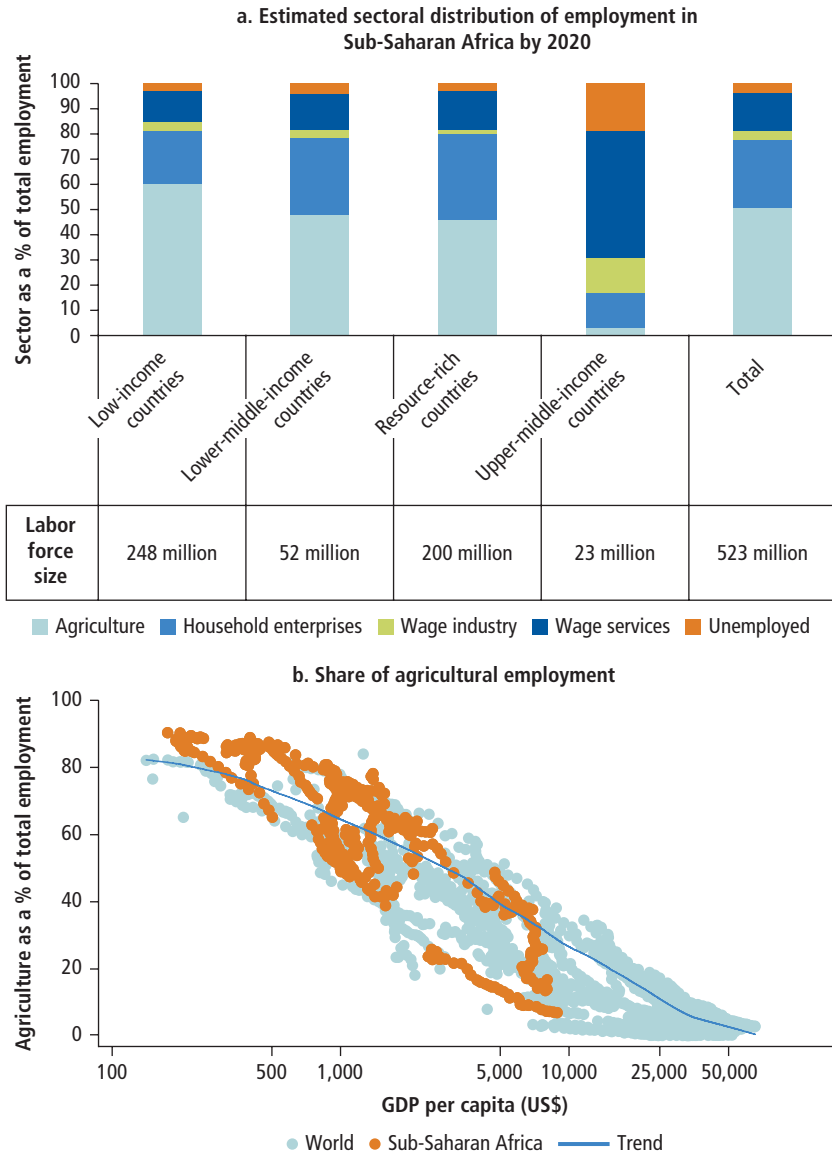 a. Estimated sectoral distribution of employment in
Sub-Saharan Africa by 2020
Sector as a % of total employment
100
90
80
70
60
50
40
30
20
10
0
Low-income
countries
Lower-middle-income
countries
Resource-rich
countries
Upper-middle-income
countries
Total
Labor
force
size
248 million
52 million
200 million
23 million
523 million
Agriculture
Household enterprises
Wage industry
Wage services
Unemployed
b. Share of agricultural employment
Agriculture as a % of total employment
100
80
60
40
20
0
100
500
1,000
5,000
10,000
25,000
50,000
GDP per capita (US$)
World
Sub-Saharan Africa
Trend